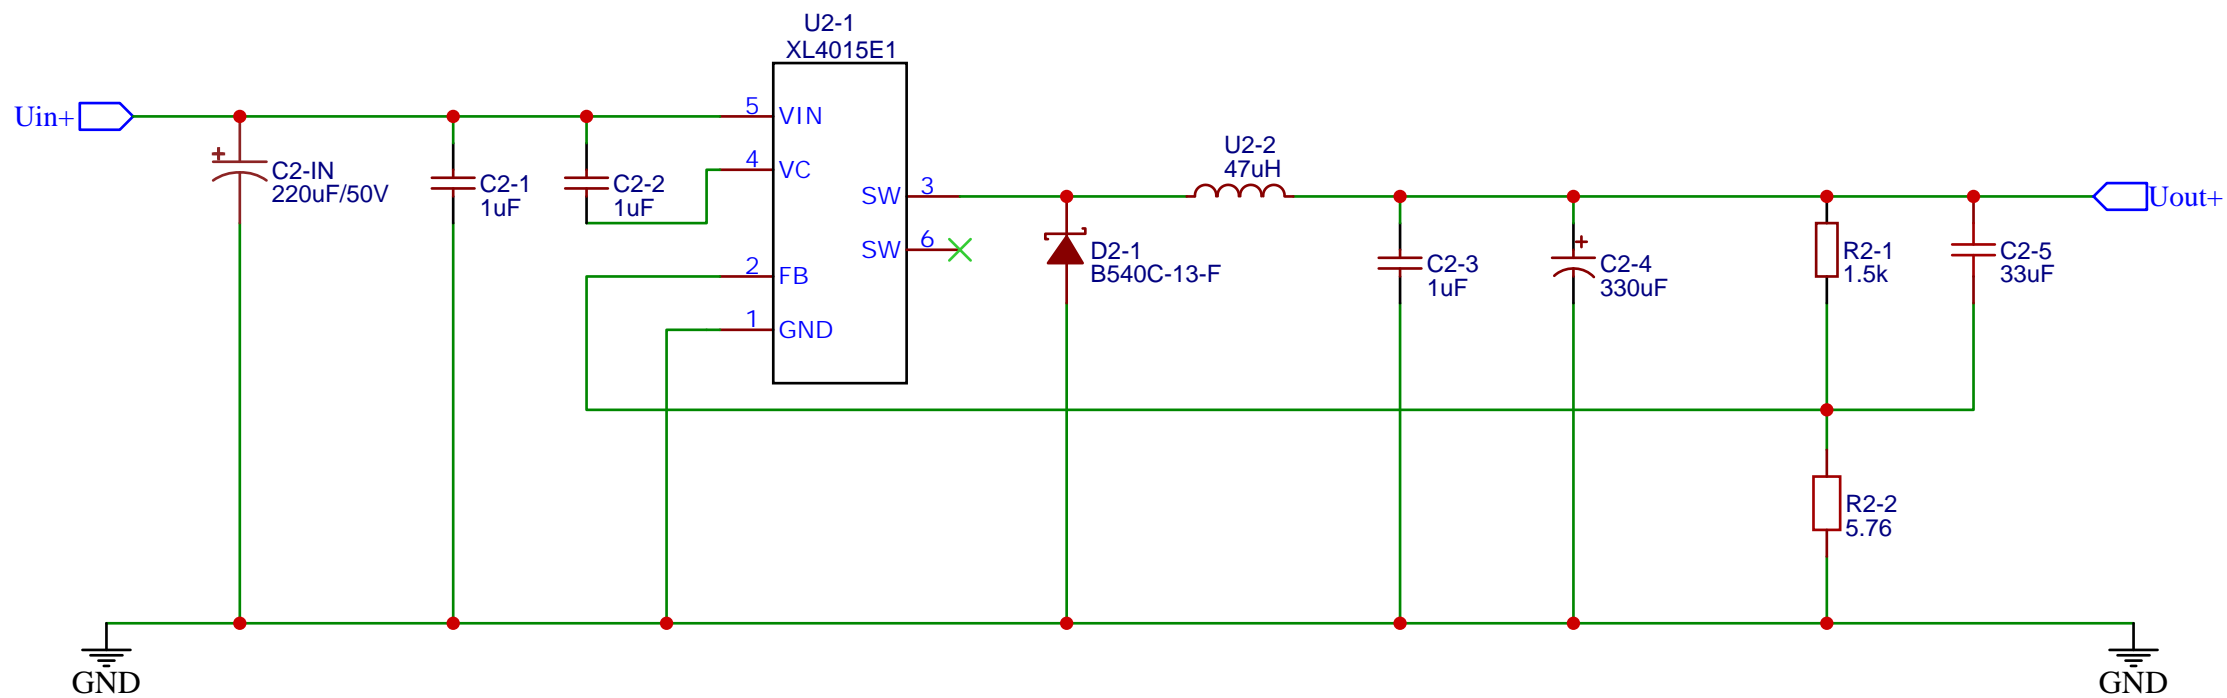 U2-1
XL4015E1
Uin+
5
VIN
4
VC
C2-IN
220uF/50V
C2-1
1uF
C2-2
1uF
SW
3
SW
6
2
FB
1
GND
U2-2
47uH
D2-1
B540C-13-F
C2-3
1uF
C2-4
330uF
R2-1
1.5k
C2-5
33uF
Uout+
R2-2
5.76
GND
GND